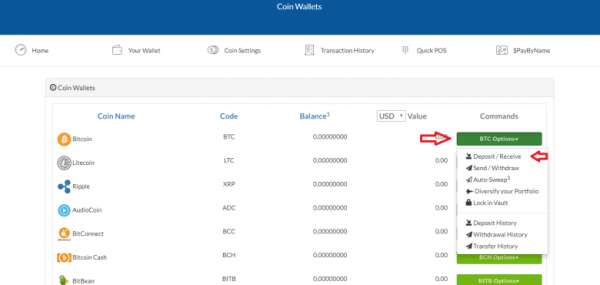 Coin Wallets
Home Your Wallet Coin Settings Transaction History Quick POS $PayByName
Coin Wallets
Coin Name Code Balance¹ USD Value Commands
Bitcoin BTC 0.00000000 BTC Options+
Deposit / Receive
Litecoin LTC 0.00000000 0.00
Send / Withdraw
Auto-Sweep³
Ripple XRP 0.00000000 0.00
Diversify your Portfolio
Lock in Vault
AudioCoin ADC 0.00000000 0.00
Deposit History
BitConnect BCC 0.00000000 0.00
Withdrawal History
Transfer History
Bitcoin Cash BCH 0.00000000 0.00 BCH Options+
BitBean BITB 0.00000000 0.00 BITB Options+